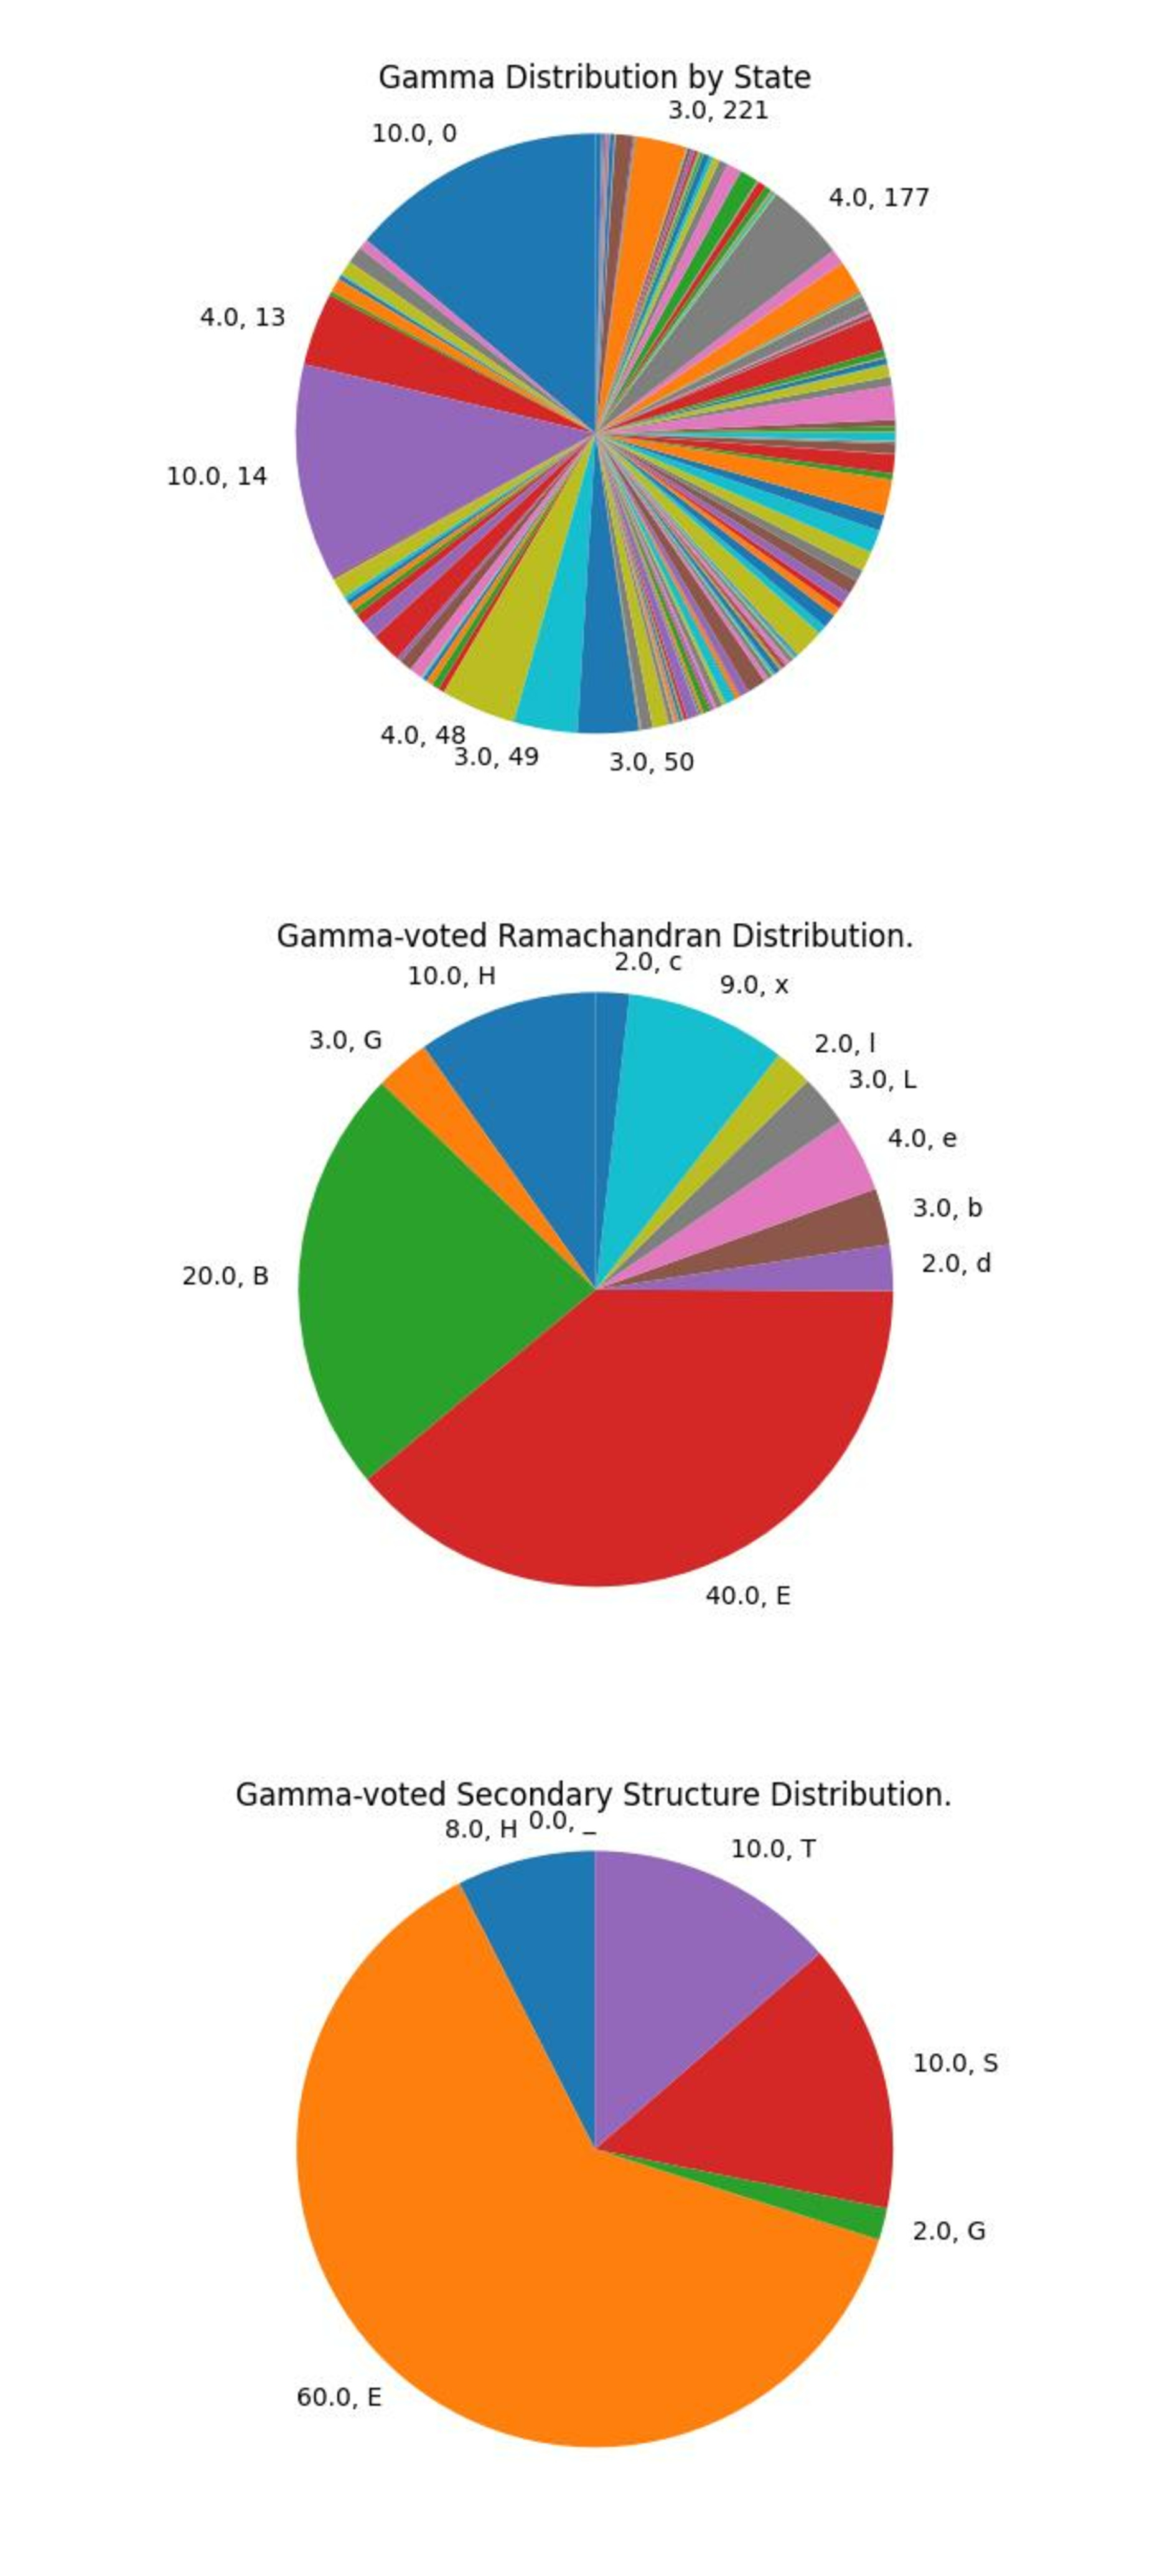 Gamma Distribution by State
3.0, 221
10.0, 0
4.0, 177
4.0, 13
10.0, 14
4.0, 48
3.0, 49
3.0, 50
Gamma-voted Ramachandran Distribution.
2.0, c
10.0, H
9.0, x
3.0, G
2.0, l
3.0, L
4.0, e
3.0, b
2.0, d
20.0, B
40.0, E
Gamma-voted Secondary Structure Distribution.
8.0, H
0.0, _
10.0, T
10.0, S
2.0, G
60.0, E